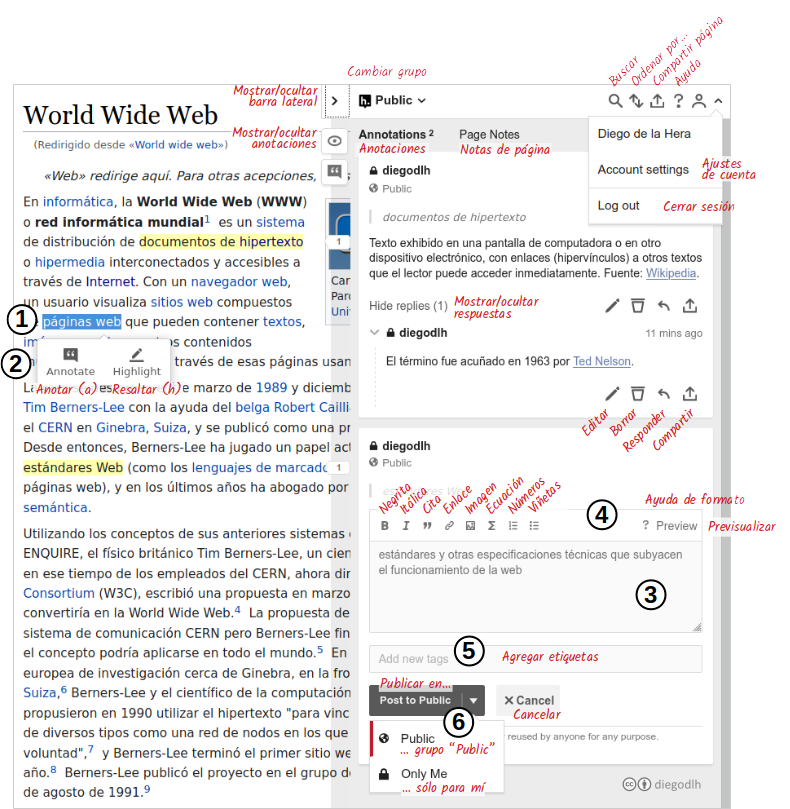 Buscar
Ordenar por...
Compartir página
Ayuda
Cambiar grupo
Mostrar/ocultar
barra lateral
Public
World Wide Web
Mostrar/ocultar
anotaciones
(Redirigido desde «World wide web»)
Annotations 2
Page Notes
Anotaciones
Notas de página
Diego de la Hera
Account settings
Ajustes
de cuenta
Log out
Cerrar sesión
«Web» redirige aquí. Para otras acepciones,
diegodlh
Public
documentos de hipertexto
En informática, la World Wide Web (WWW)
o red informática mundial1 es un sistema
de distribución de documentos de hipertexto
o hipermedia interconectados y accesibles a
través de Internet. Con un navegador web,
un usuario visualiza sitios web compuestos
páginas web que pueden contener textos,
contenidos
través de esas páginas usan
1
Texto exhibido en una pantalla de computadora o en otro
dispositivo electrónico, con enlaces (hipervínculos) a otros textos
que el lector puede acceder inmediatamente. Fuente: Wikipedia.
Hide replies (1)
Mostrar/ocultar
respuestas
diegodlh
11 mins ago
El término fue acuñado en 1963 por Ted Nelson.
Editar
Borrar
Responder
Compartir
1
2
Annotate
Highlight
Anotar (a)
Resaltar (h)
e marzo de 1989 y diciemb
Tim Berners-Lee con la ayuda del belga Robert Cailli
el CERN en Ginebra, Suiza, y se publicó como una pr
Desde entonces, Berners-Lee ha jugado un papel act
estándares Web (como los lenguajes de marcado
1
páginas web), y en los últimos años ha abogado por
semántica.
Utilizando los conceptos de sus anteriores sistemas
ENQUIRE, el físico británico Tim Berners-Lee, un cien
en ese tiempo de los empleados del CERN, ahora dir
Consortium (W3C), escribió una propuesta en marzo
convertiría en la World Wide Web.4 La propuesta de
sistema de comunicación CERN pero Berners-Lee fin
el concepto podría aplicarse en todo el mundo.5 En
europea de investigación cerca de Ginebra, en la fro
Suiza,6 Berners-Lee y el científico de la computación
propusieron en 1990 utilizar el hipertexto "para vinc
de diversos tipos como una red de nodos en los que
voluntad",7 y Berners-Lee terminó el primer sitio we
año.8 Berners-Lee publicó el proyecto en el grupo d
de agosto de 1991.9
diegodlh
Public
Negrita
Itálica
Cita
Enlace
Imagen
Ecuación
Números
Viñetas
4
Ayuda de formato
B I
? Preview
Previsualizar
estándares y otras especificaciones técnicas que subyacen
el funcionamiento de la web
3
Add new tags
5
Agregar etiquetas
Publicar en...
Post to Public
Cancel
Cancelar
6
Public
... grupo "Public"
reused by anyone for any purpose.
Only Me
... sólo para mí
cc
diegodlh